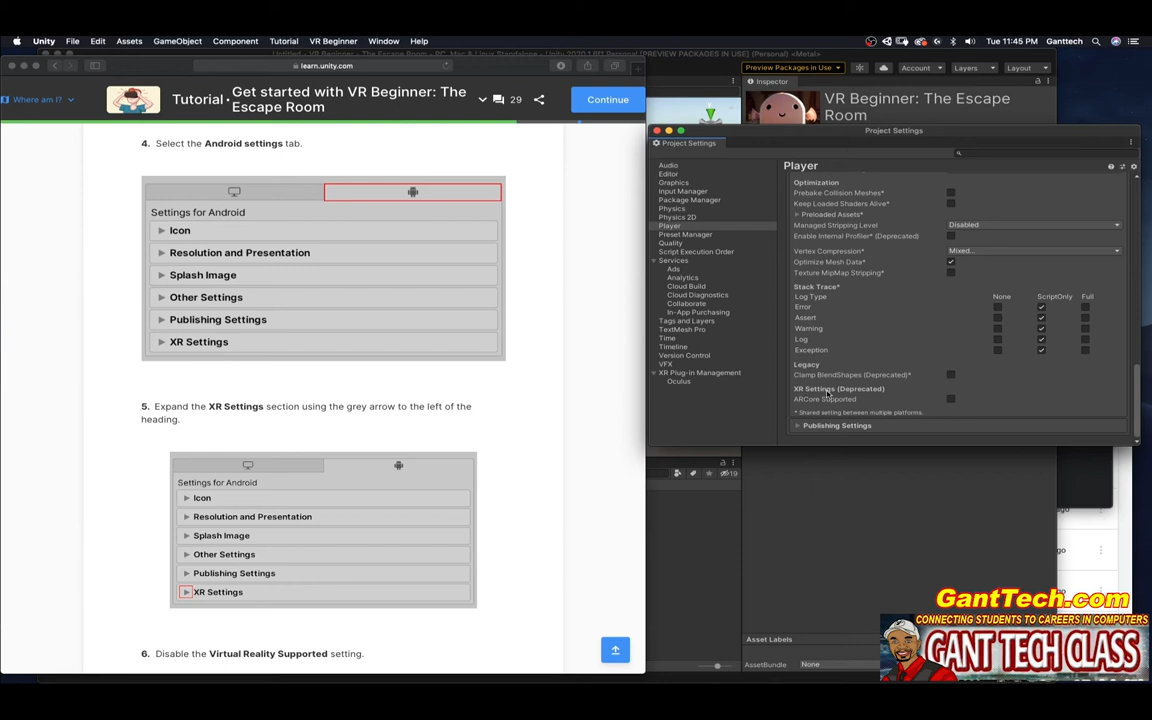 Unity File Edit Assets GameObject Component Tutorial VR Beginner Window Help
Tue 11:45 PM Ganttech
learn.unity.com
Where am I?
Tutorial · Get started with VR Beginner: The
Escape Room
29
Continue
4. Select the Android settings tab.
Settings for Android
Icon
Resolution and Presentation
Splash Image
Other Settings
Publishing Settings
XR Settings
5. Expand the XR Settings section using the grey arrow to the left of the
heading.
Settings for Android
Icon
Resolution and Presentation
Splash Image
Other Settings
Publishing Settings
XR Settings
6. Disable the Virtual Reality Supported setting.
Preview Packages in Use
Account
Layers
Layout
Inspector
VR Beginner: The Escape
Room
Project Settings
Project Settings
Audio
Editor
Graphics
Input Manager
Package Manager
Physics
Physics 2D
Player
Preset Manager
Quality
Script Execution Order
Services
Ads
Analytics
Cloud Build
Cloud Diagnostics
Collaborate
In-App Purchasing
Tags and Layers
TextMesh Pro
Time
Timeline
Version Control
VFX
XR Plug-in Management
Oculus
Player
Optimization
Prebake Collision Meshes*
Keep Loaded Shaders Alive*
Preloaded Assets*
Managed Stripping Level Disabled
Enable Internal Profiler* (Deprecated)
Vertex Compression* Mixed...
Optimize Mesh Data*
Texture MipMap Stripping*
Stack Trace*
Log Type None ScriptOnly Full
Error
Assert
Warning
Log
Exception
Legacy
Clamp BlendShapes (Deprecated)*
XR Settings (Deprecated)
ARCore Supported
* Shared setting between multiple platforms.
Publishing Settings
19
Asset Labels
AssetBundle None
GantTech.com
CONNECTING STUDENTS TO CAREERS IN COMPUTERS
GANT TECH CLASS